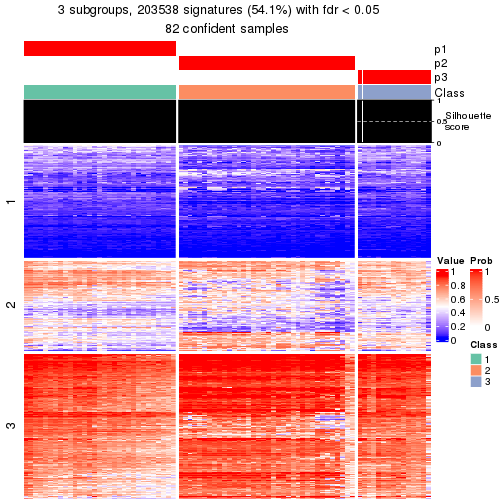 3 subgroups, 203538 signatures (54.1%) with fdr < 0.05
82 confident samples
p1
p2
p3
Class
1
0.5
0
Silhouette
score
1
2
3
Value
1
0.8
0.6
0.4
0.2
0
Prob
1
0.5
0
Class
1
2
3